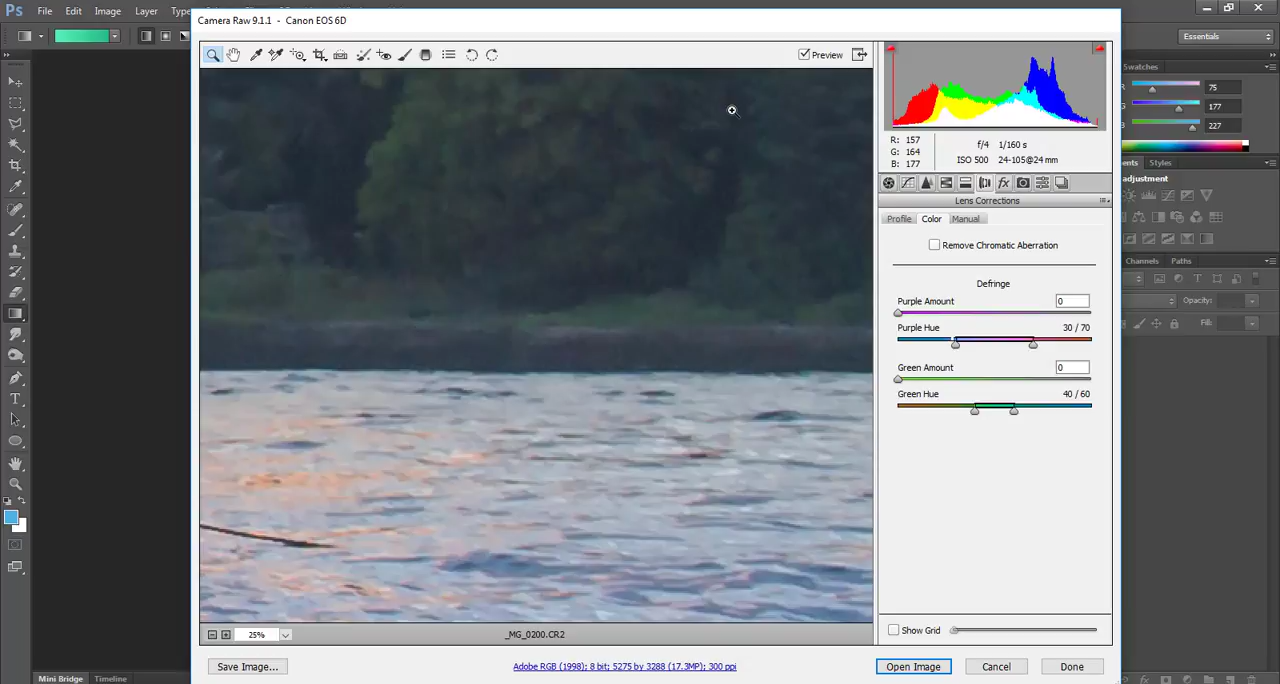 Ps File Edit Image Layer Type
Camera Raw 9.1.1 - Canon EOS 6D
Essentials
Preview
Swatches
75
G 177
B 227
R: 157
G: 164
B: 177
f/4 1/160 s
ISO 500 24-105@24 mm
Styles
adjustment
Lens Corrections
Profile Color Manual
Remove Chromatic Aberration
Channels Paths
Defringe
Purple Amount 0
Opacity:
Fill:
Purple Hue 30 / 70
Green Amount 0
Green Hue 40 / 60
Show Grid
25%
_MG_0200.CR2
Save Image...
Adobe RGB (1998); 8 bit; 5275 by 3288 (17.3MP); 300 ppi
Open Image Cancel Done
Mini Bridge Timeline
fx
T